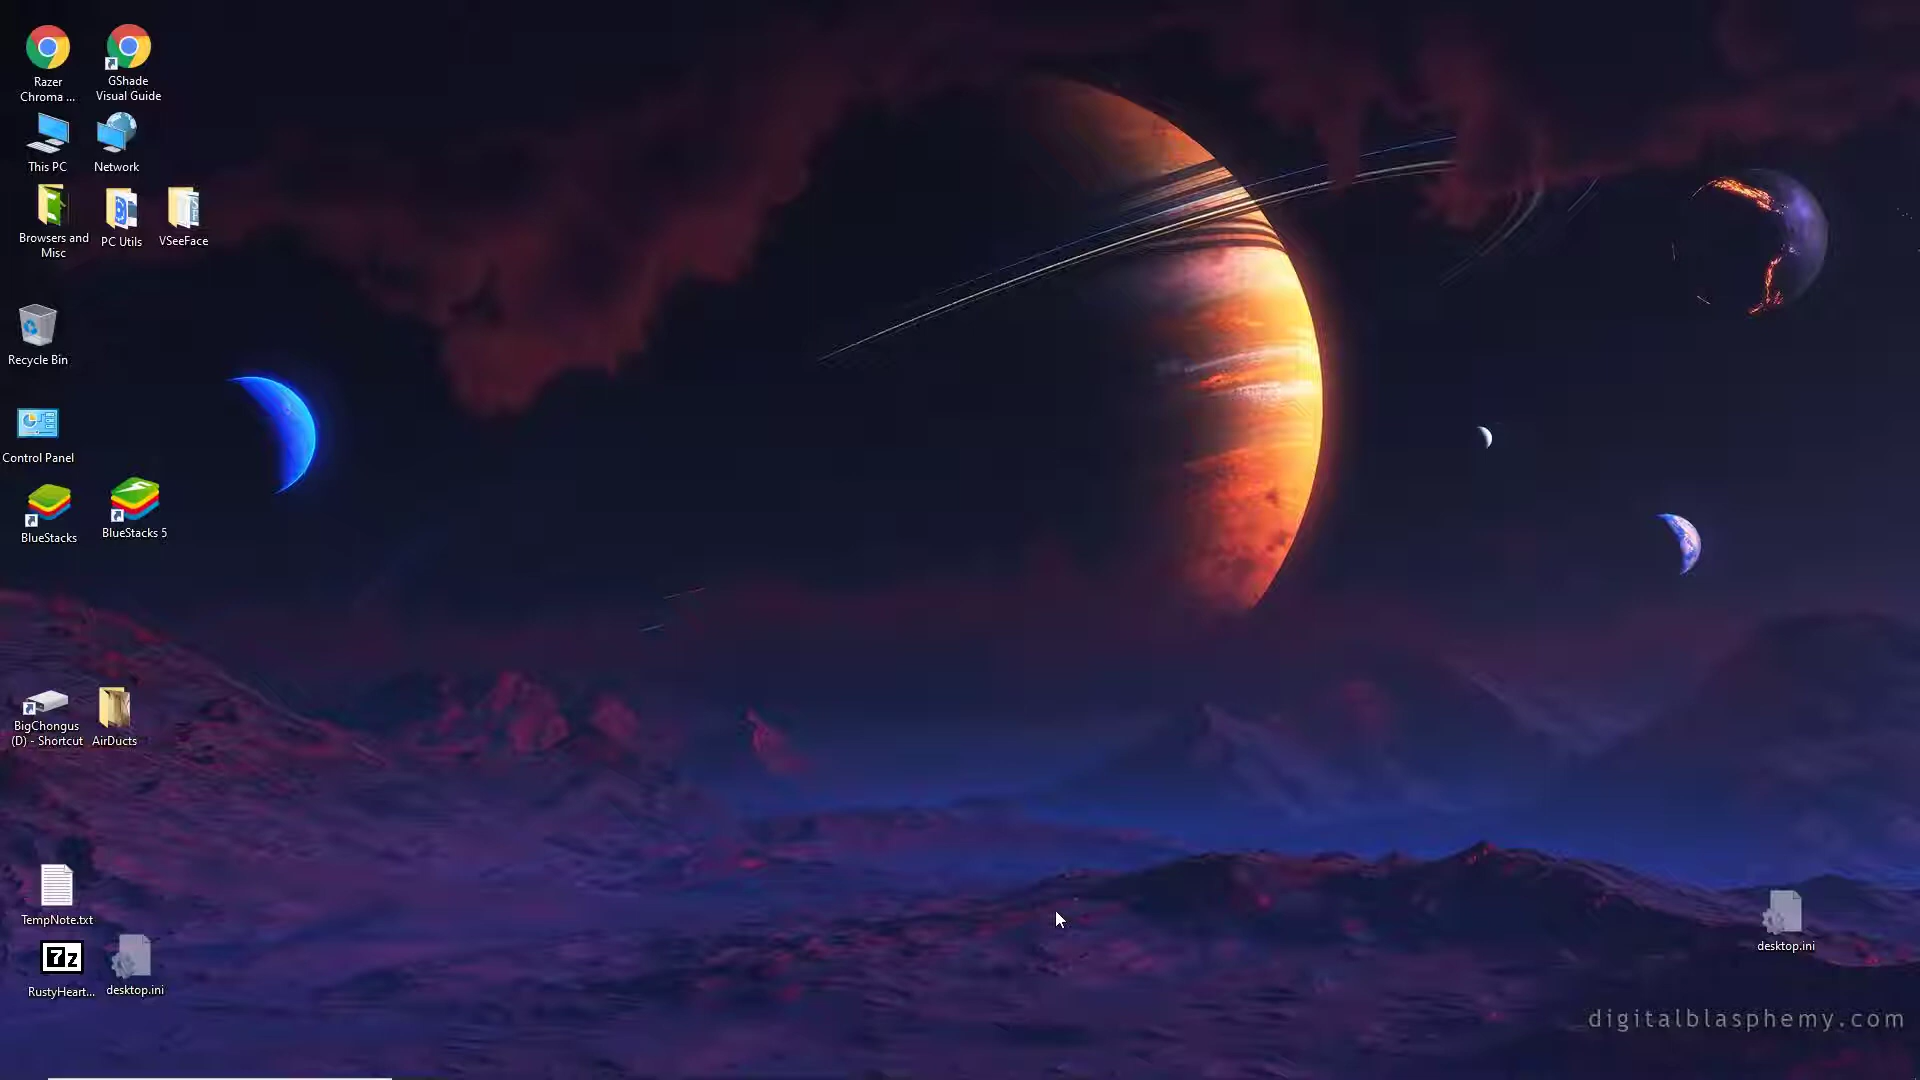 Razer
Chroma ...
GShade
Visual Guide
This PC
Network
Browsers and
Misc
PC Utils
VSeeFace
Recycle Bin
Control Panel
BlueStacks
BlueStacks 5
BigChongus
(D) - Shortcut
AirDucts
TempNote.txt
7z
RustyHeart...
desktop.ini
desktop.ini
digitalblasphemy.com